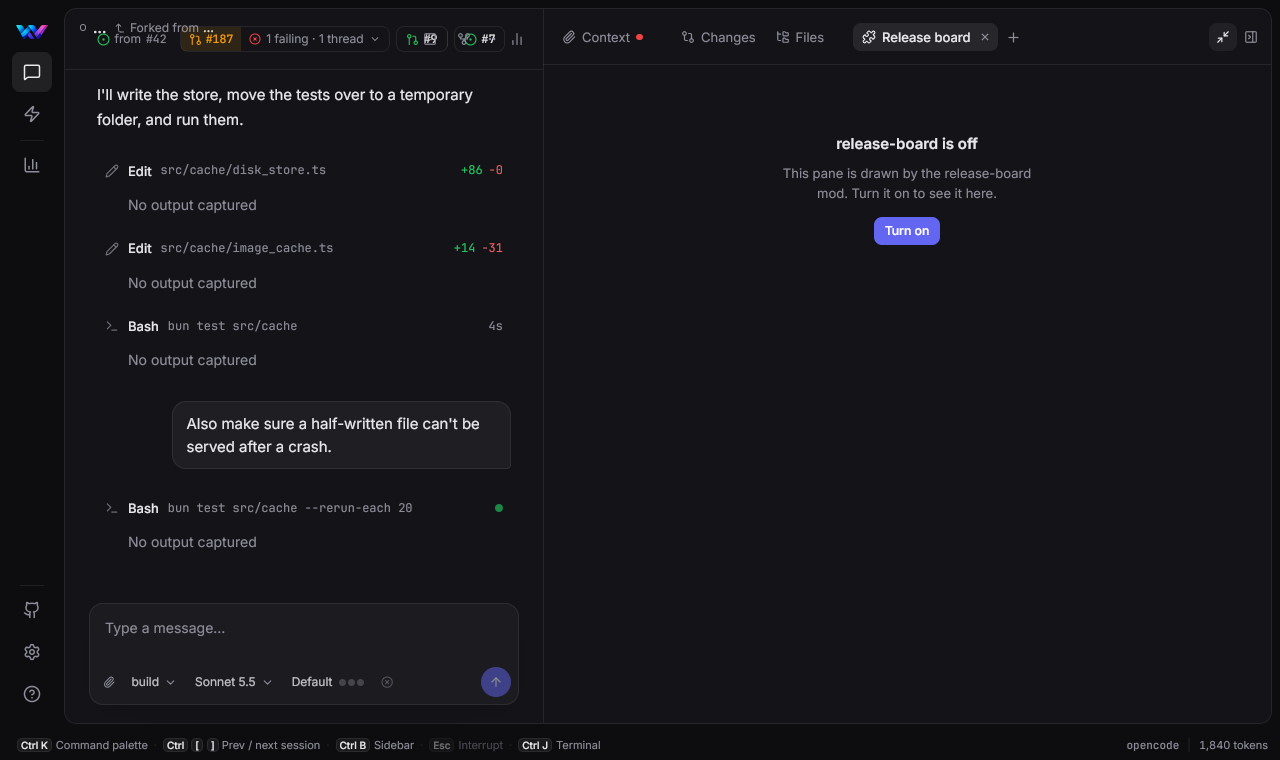 ... Forked from ...
from #42
#187
1 failing · 1 thread
#7
Context
Changes
Files
Release board
I'll write the store, move the tests over to a temporary
folder, and run them.
Edit src/cache/disk_store.ts +86 -0
No output captured
Edit src/cache/image_cache.ts +14 -31
No output captured
Bash bun test src/cache 4s
No output captured
Also make sure a half-written file can't be
served after a crash.
Bash bun test src/cache --rerun-each 20
No output captured
release-board is off
This pane is drawn by the release-board
mod. Turn it on to see it here.
Turn on
Type a message...
build
Sonnet 5.5
Default
Ctrl K Command palette · Ctrl [ ] Prev / next session · Ctrl B Sidebar · Esc Interrupt · Ctrl J Terminal
opencode
1,840 tokens